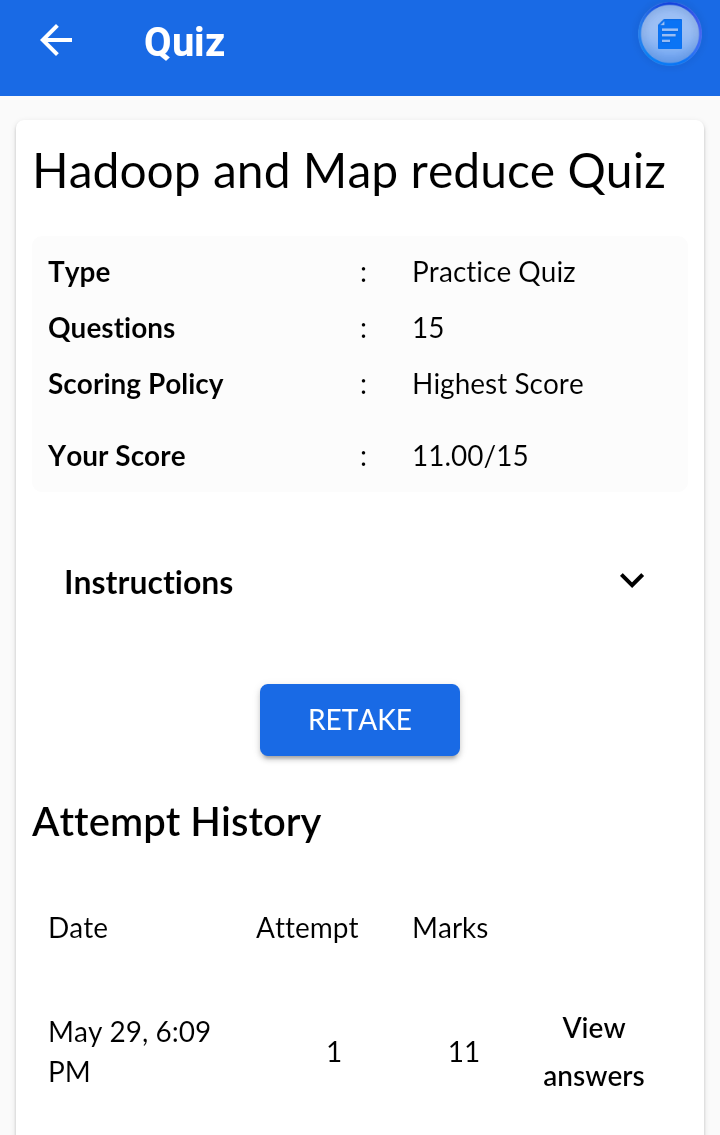 Quiz
Hadoop and Map reduce Quiz
Type : Practice Quiz
Questions : 15
Scoring Policy : Highest Score
Your Score : 11.00/15
Instructions
RETAKE
Attempt History
Date Attempt Marks
May 29, 6:09
PM
1
11
View
answers